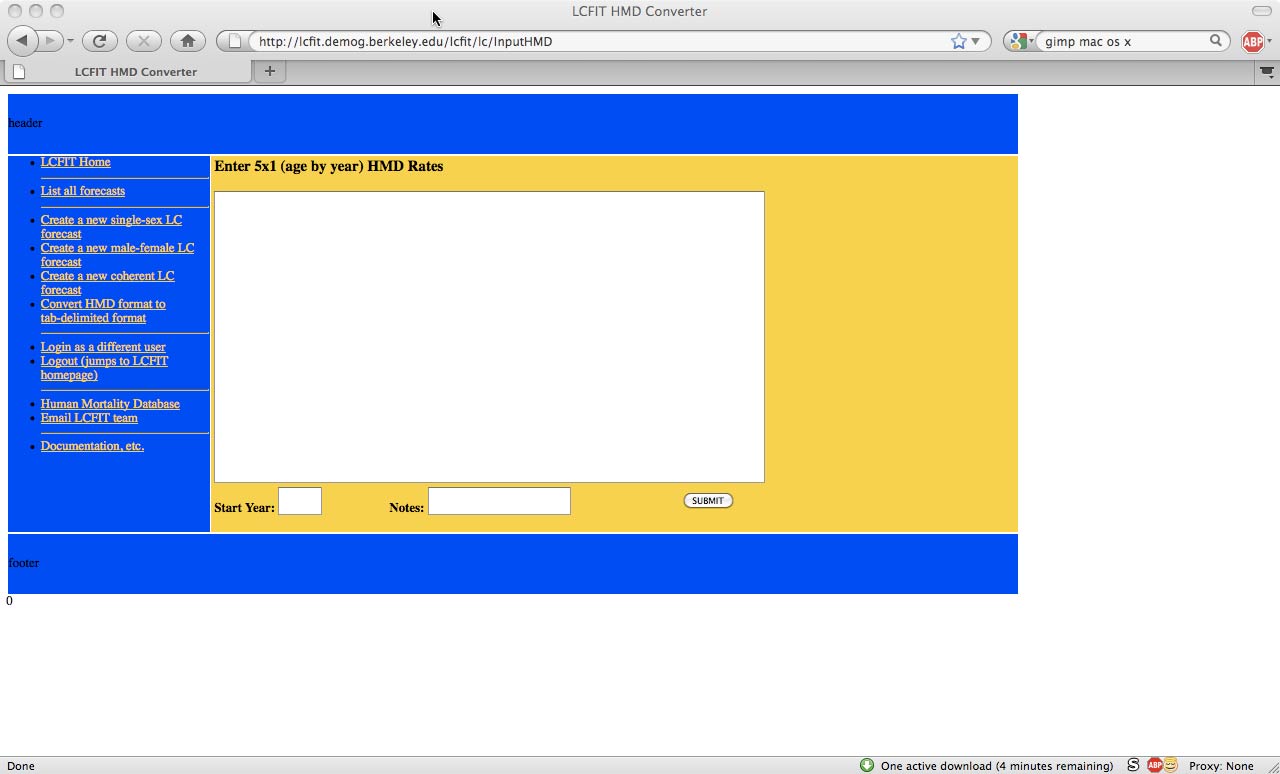 LCFIT HMD Converter
http://lcfit.demog.berkeley.edu/lcfit/lc/InputHMD
gimp mac os x
ABP
LCFIT HMD Converter
header
LCFIT Home
List all forecasts
Create a new single-sex LC
forecast
Create a new male-female LC
forecast
Create a new coherent LC
forecast
Convert HMD format to
tab-delimited format
Login as a different user
Logout (jumps to LCFIT
homepage)
Human Mortality Database
Email LCFIT team
Documentation, etc.
Enter 5x1 (age by year) HMD Rates
Start Year:
Notes:
SUBMIT
footer
0
Done
One active download (4 minutes remaining)
S
ABP
Proxy: None